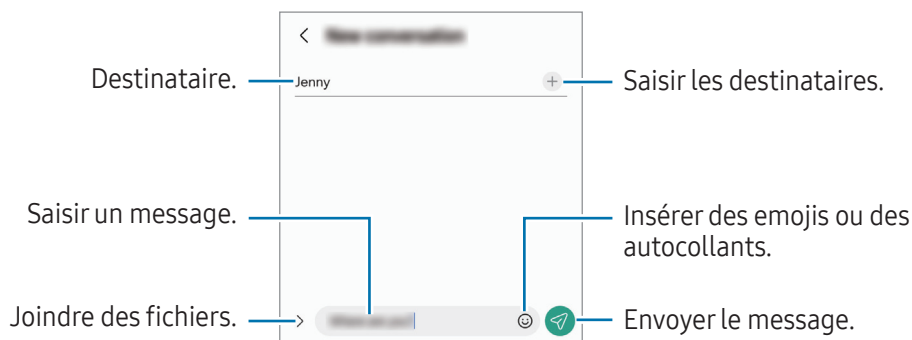 Destinataire.
Jenny
Saisir les destinataires.
Saisir un message.
Insérer des emojis ou des
autocollants.
Joindre des fichiers.
Envoyer le message.